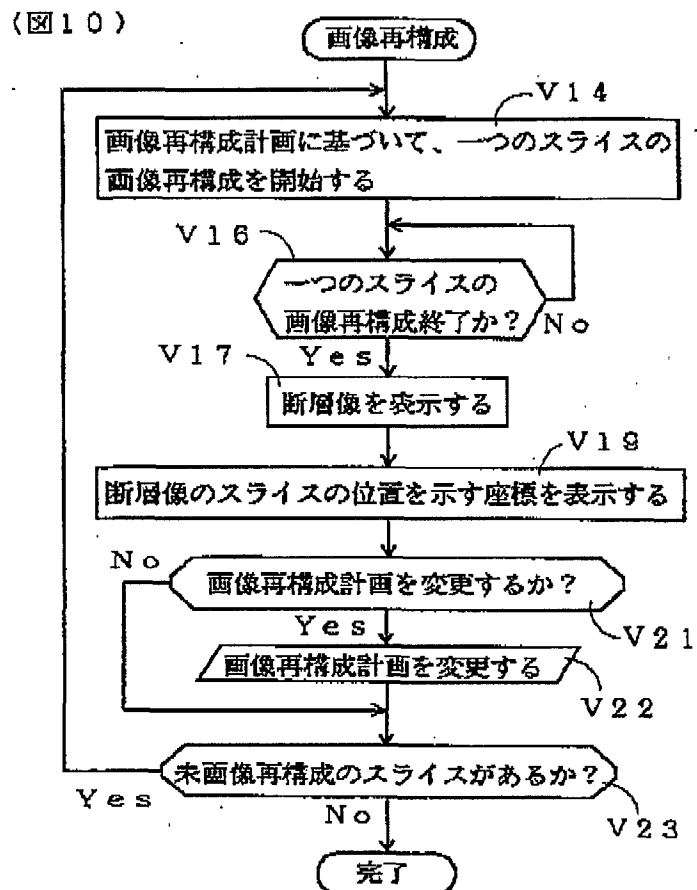 (図10)
画像再構成
V14
画像再構成計画に基づいて、一つのスライスの
画像再構成を開始する
V16
一つのスライスの
画像再構成終了か?
No
Yes
V17
断層像を表示する
V19
断層像のスライスの位置を示す座標を表示する
No
画像再構成計画を変更するか?
Yes
V21
画像再構成計画を変更する
V22
未画像再構成のスライスがあるか?
Yes
No
V23
完了